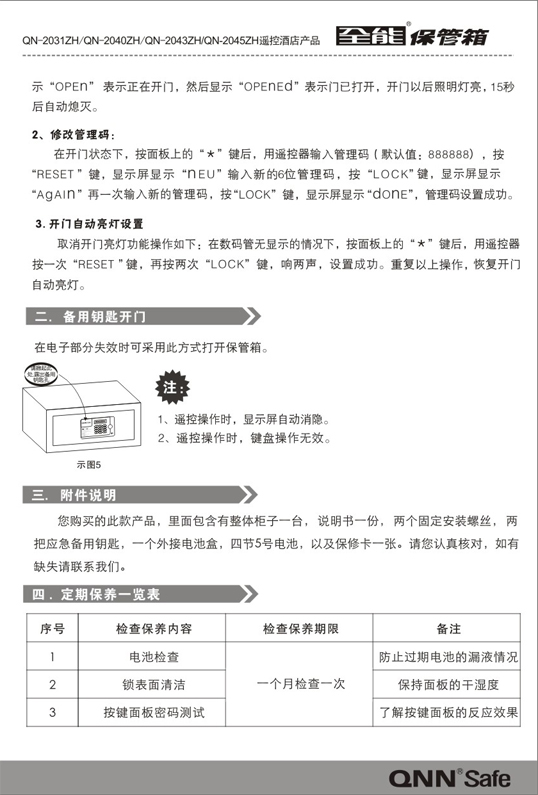 QN-2031ZH/QN-2040ZH/QN-2043ZH/QN-2045ZH遥控酒店产品 全能®保管箱
示“OPEn” 表示正在开门，然后显示“OPEnEd”表示门已打开，开门以后照明灯亮，15秒
后自动熄灭。
2、修改管理码：
在开门状态下，按面板上的“*”键后，用遥控器输入管理码（默认值：888888），按
“RESET ”键，显示屏显示“nEU”输入新的6位管理码，按“LOCK”键，显示屏显示
“AgAIn”再一次输入新的管理码，按“LOCK”键，显示屏显示“dOnE”，管理码设置成功。
3. 开门自动亮灯设置
取消开门亮灯功能操作如下：在数码管无显示的情况下，按面板上的“*”键后，用遥控器
按一次“RESET ”键，再按两次“LOCK”键，响两声，设置成功。重复以上操作，恢复开门
自动亮灯。
二．备用钥匙开门
在电子部分失效时可采用此方式打开保管箱。
处,露出备用
钥匙孔
注：
1、遥控操作时，显示屏自动消隐。
2、遥控操作时，键盘操作无效。
示图5
三．附件说明
您购买的此款产品，里面包含有整体柜子一台，说明书一份，两个固定安装螺丝，两
把应急备用钥匙，一个外接电池盒，四节5号电池，以及保修卡一张。请您认真核对，如有
缺失请联系我们。
四．定期保养一览表
序号 检查保养内容 检查保养期限 备注
1 电池检查 防止过期电池的漏液情况
2 锁表面清洁 一个月检查一次 保持面板的干湿度
3 按键面板密码测试 了解按键面板的反应效果
QNN®Safe